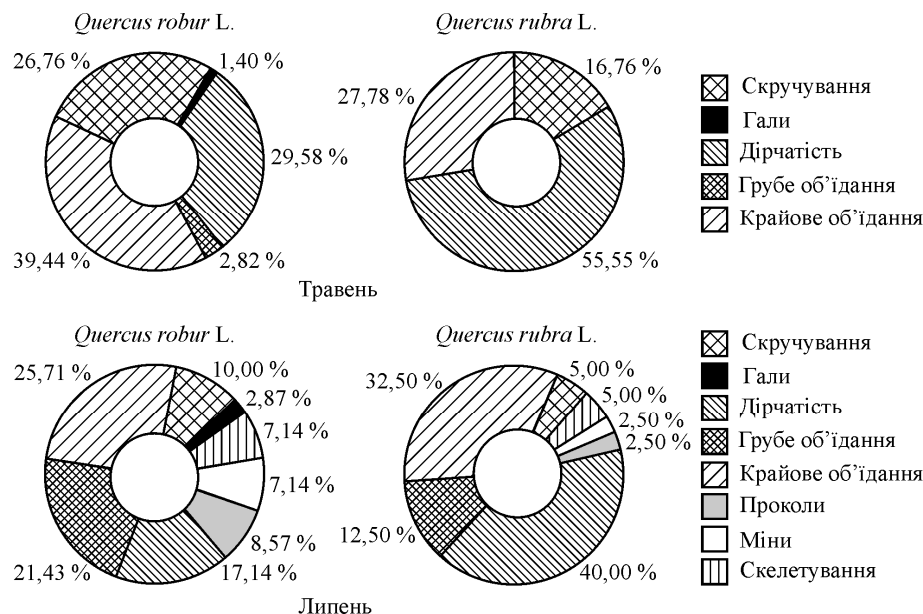 Quercus robur L.
Quercus rubra L.
26,76 %
1,40 %
29,58 %
2,82 %
39,44 %
16,76 %
27,78 %
55,55 %
Скручування
Гали
Дірчатість
Грубе об’їдання
Крайове об’їдання
Травень
Quercus robur L.
Quercus rubra L.
25,71 %
10,00 %
2,87 %
7,14 %
7,14 %
8,57 %
17,14 %
21,43 %
32,50 %
5,00 %
5,00 %
2,50 %
2,50 %
12,50 %
40,00 %
Скручування
Гали
Дірчатість
Грубе об’їдання
Крайове об’їдання
Проколи
Міни
Скелетування
Липень